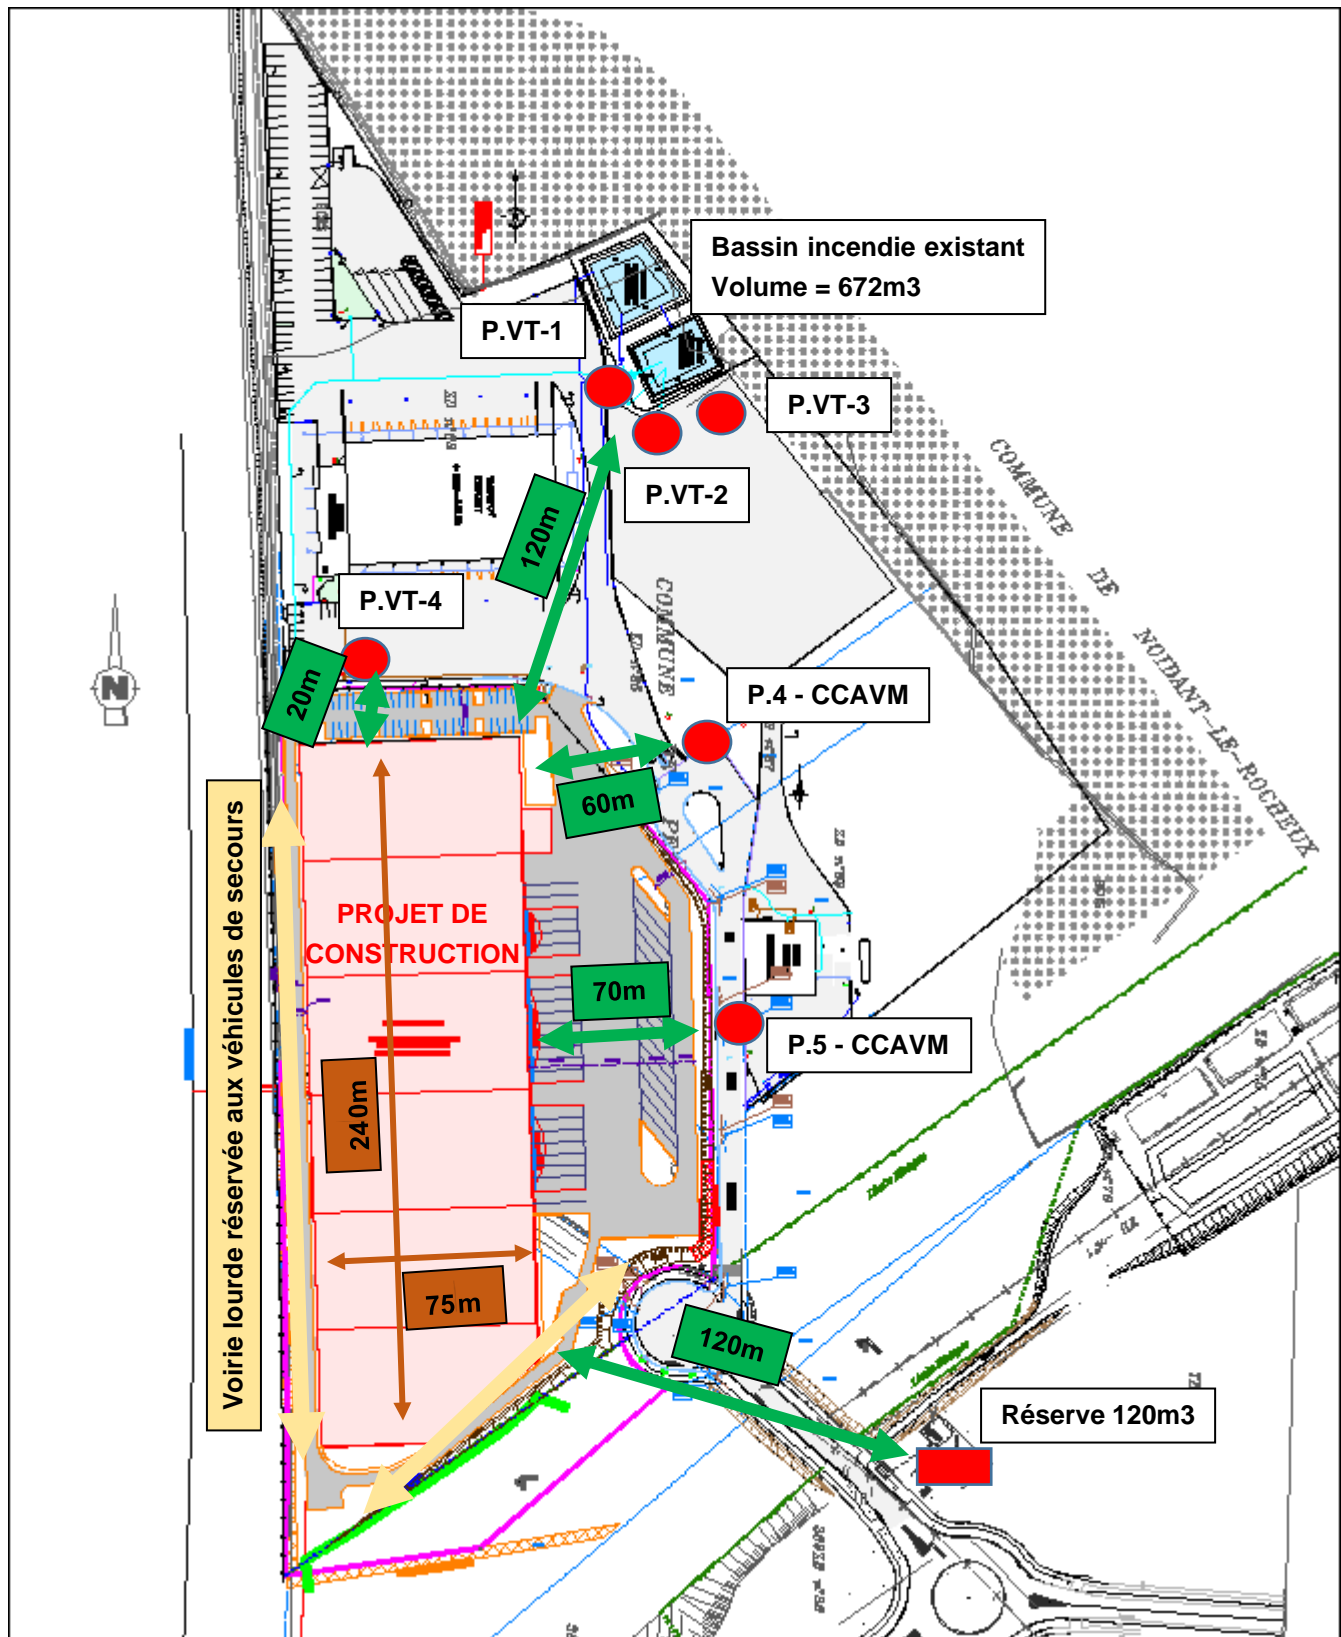 Bassin incendie existant
Volume = 672m3
P.VT-1
P.VT-3
P.VT-2
120m
P.VT-4
20m
P.4 - CCAVM
60m
COMMUNE
DE
NOIDANT-LE-ROCHEUX
COMMUNE
N
Voirie lourde réservée aux véhicules de secours
PROJET DE
CONSTRUCTION
70m
P.5 - CCAVM
240m
75m
120m
Réserve 120m3